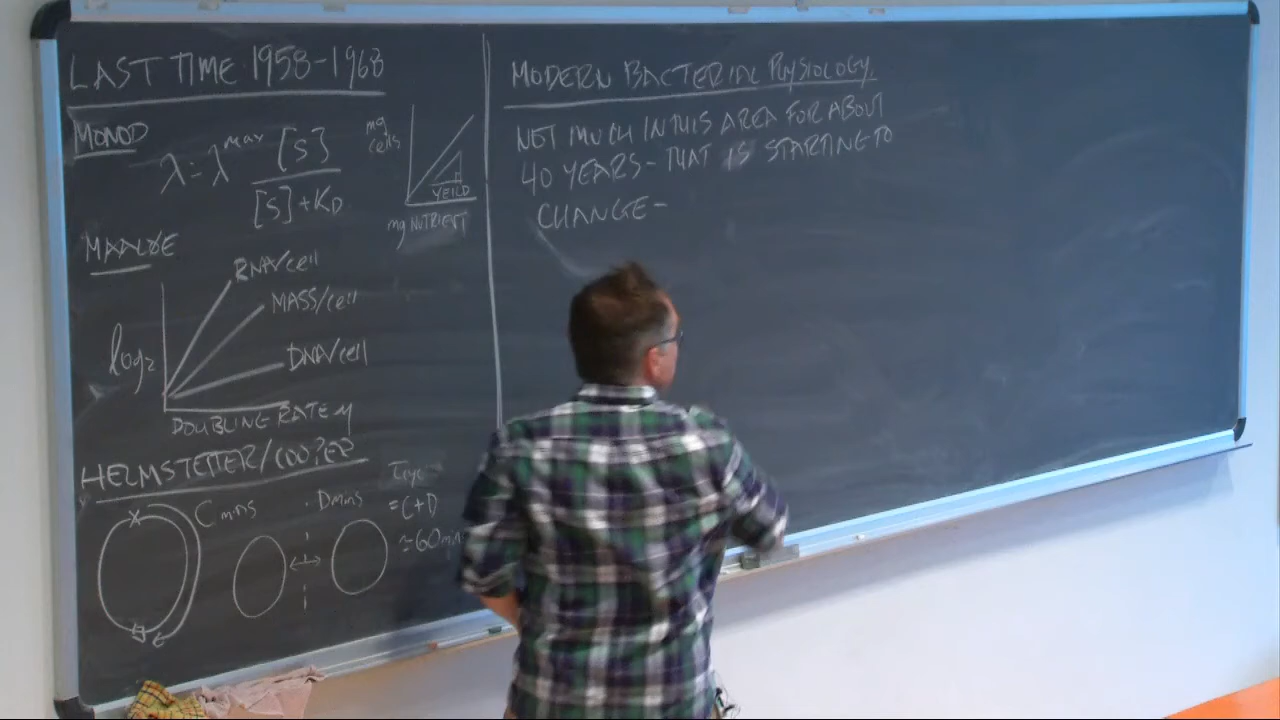 LAST TIME 1958-1968
MONOD
λ = λ^max [S] / [S] + K_D
mg cells
YEILD
mg NUTRIENT
MAALØE
RNA/cell
MASS/cell
DNA/cell
log₂
DOUBLING RATE μ
HELMSTETTER/COOPER
C mins
D mins
= C+D
≃60 mins
MODERN BACTERIAL PHYSIOLOGY
NOT MUCH IN THIS AREA FOR ABOUT
40 YEARS - THAT IS STARTING TO
CHANGE -